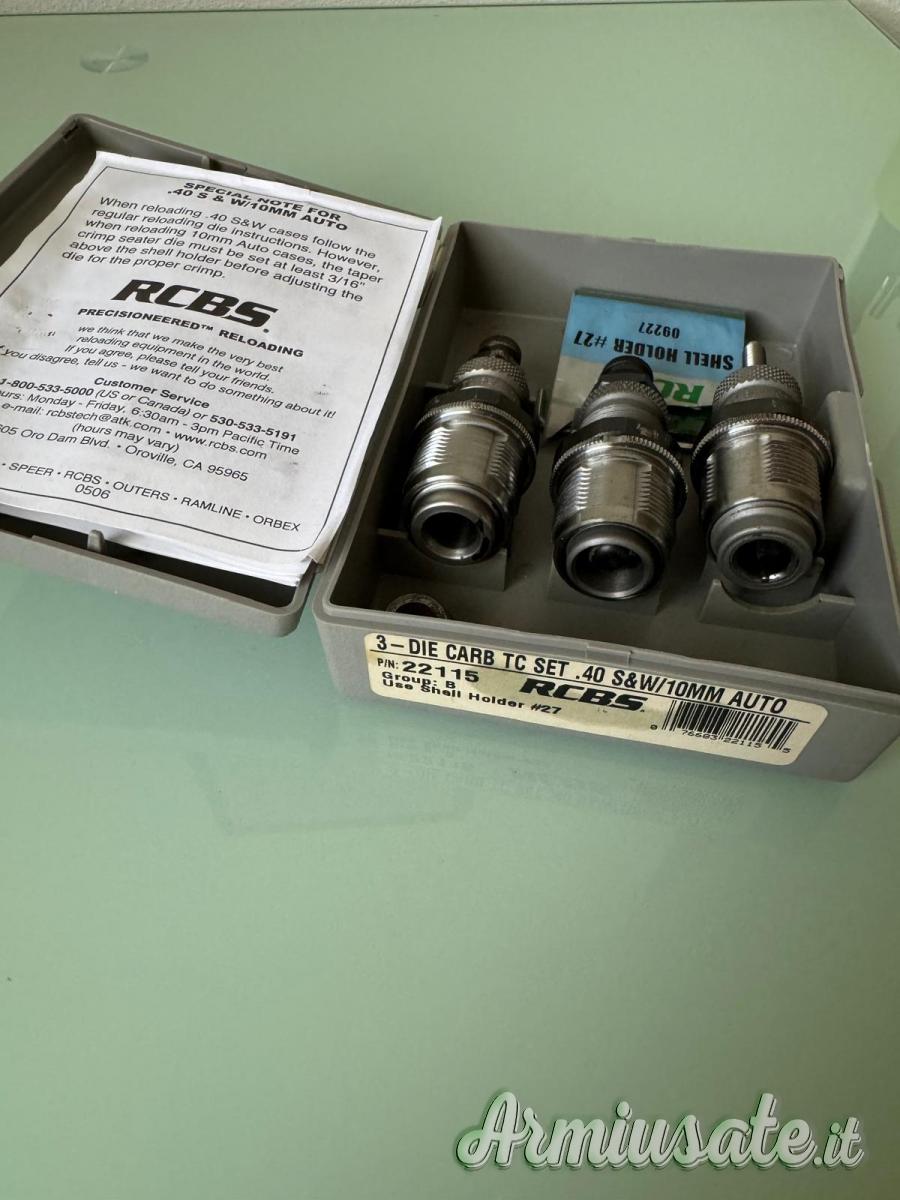 SPECIAL NOTE FOR
.40 S & W/10MM AUTO
When reloading .40 S&W cases follow the
regular reloading die instructions. However,
when reloading 10mm Auto cases, the taper
crimp seater die must be set at least 3/16"
above the shell holder before adjusting the
die for the proper crimp.
RCBS.
PRECISIONEERED™ RELOADING
we think that we make the very best
reloading equipment in the world.
If you agree, please tell your friends.
you disagree, tell us - we want to do something about it!
Customer Service
1-800-533-5000 (US or Canada) or 530-533-5191
Monday - Friday, 6:30am - 3pm Pacific Time
(hours may vary)
e-mail: rcbstech@atk.com • www.rcbs.com
Oro Dam Blvd. • Oroville, CA 95965
• SPEER • RCBS • OUTERS • RAMLINE • ORBEX
0506
SHELL HOLDER #27
09227
3-DIE CARB TC SET .40 S&W/10MM AUTO
P/N: 22115
Group: B
Use Shell Holder #27
RCBS.
0 76683 22115 5
Armiusate.it